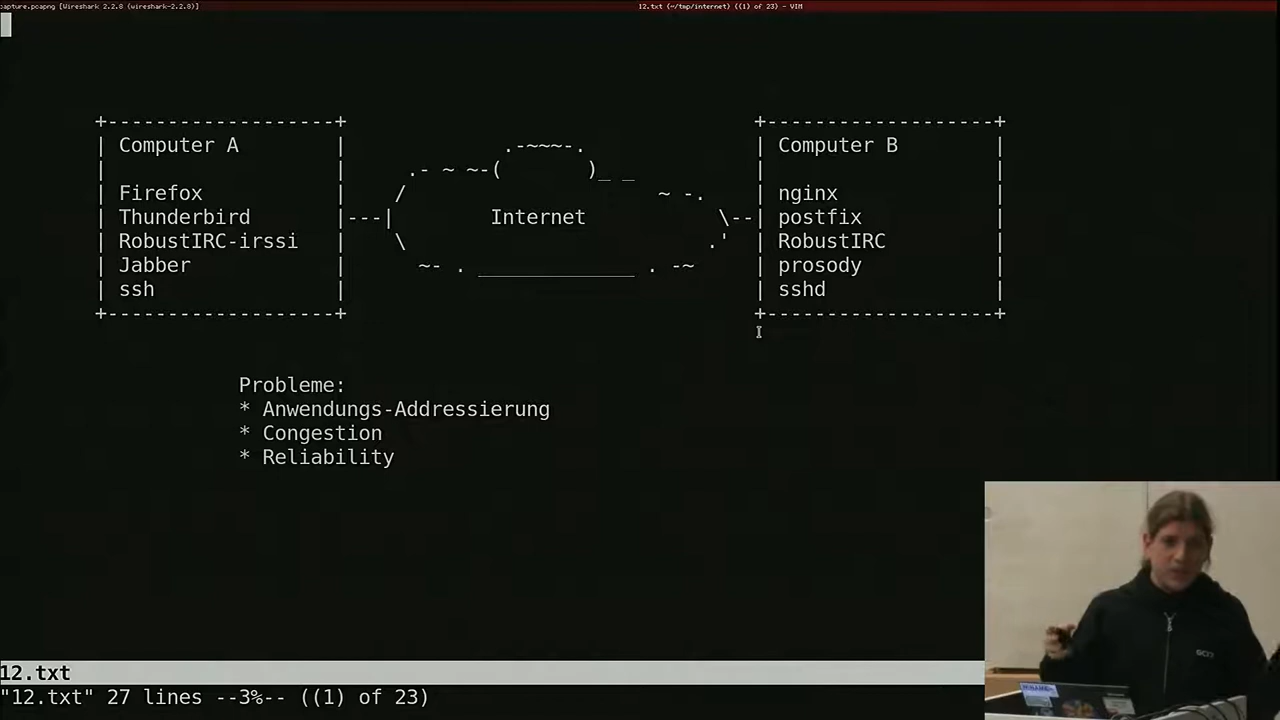 capture.pcapng [Wireshark 2.2.8 (wireshark-2.2.8)]
12.txt (~/tmp/internet) ((1) of 23) - VIM
Computer A
Firefox
Thunderbird
RobustIRC-irssi
Jabber
ssh
Internet
Computer B
nginx
postfix
RobustIRC
prosody
sshd
Probleme:
* Anwendungs-Addressierung
* Congestion
* Reliability
12.txt
"12.txt" 27 lines --3%-- ((1) of 23)